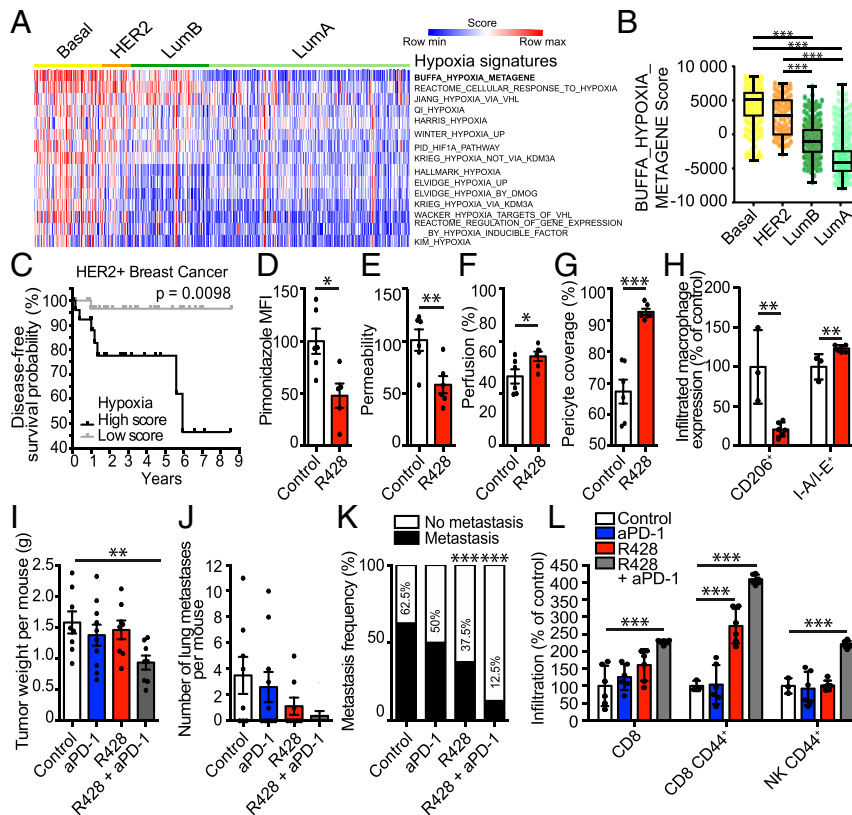 A
Basal
HER2
LumB
LumA
Score
Row min
Row max
Hypoxia signatures
BUFFA_HYPOXIA_METAGENE
REACTOME_CELLULAR_RESPONSE_TO_HYPOXIA
JIANG_HYPOXIA_VIA_VHL
QI_HYPOXIA
HARRIS_HYPOXIA
WINTER_HYPOXIA_UP
PID_HIF1A_PATHWAY
KRIEG_HYPOXIA_NOT_VIA_KDM3A
HALLMARK_HYPOXIA
ELVIDGE_HYPOXIA_UP
ELVIDGE_HYPOXIA_BY_DMOG
KRIEG_HYPOXIA_VIA_KDM3A
WACKER_HYPOXIA_TARGETS_OF_VHL
REACTOME_REGULATION_OF_GENE_EXPRESSION
_BY_HYPOXIA_INDUCIBLE_FACTOR
KIM_HYPOXIA
B
BUFFA_HYPOXIA_
METAGENE Score
10 000
5000
0
-5000
-10 000
***
***
***
***
Basal
HER2
LumB
LumA
C
HER2+ Breast Cancer
p = 0.0098
Disease-free
survival probability (%)
100
90
80
70
60
50
40
Hypoxia
High score
Low score
0 1 2 3 4 5 6 7 8 9
Years
D
Pimonidazole MFI
150
100
50
0
*
Control
R428
E
Permeability
150
100
50
0
**
Control
R428
F
Perfusion (%)
100
80
60
40
20
0
*
Control
R428
G
Pericyte coverage (%)
100
90
80
70
60
50
***
Control
R428
H
Infiltrated macrophage
expression (% of control)
200
150
100
50
0
**
**
CD206+
I-A/I-E+
I
Tumor weight per mouse (g)
3.0
2.5
2.0
1.5
1.0
0.5
0
**
Control
aPD-1
R428
R428 + aPD-1
J
Number of lung metastases
per mouse
12
10
8
6
4
2
0
Control
aPD-1
R428
R428 + aPD-1
K
No metastasis
Metastasis
Metastasis frequency (%)
100
50
0
******
62.5%
50%
37.5%
12.5%
Control
aPD-1
R428
R428 + aPD-1
L
Control
aPD-1
R428
R428
+ aPD-1
Infiltration (% of control)
450
400
350
300
250
200
150
100
50
0
***
***
***
***
CD8
CD8 CD44+
NK CD44+